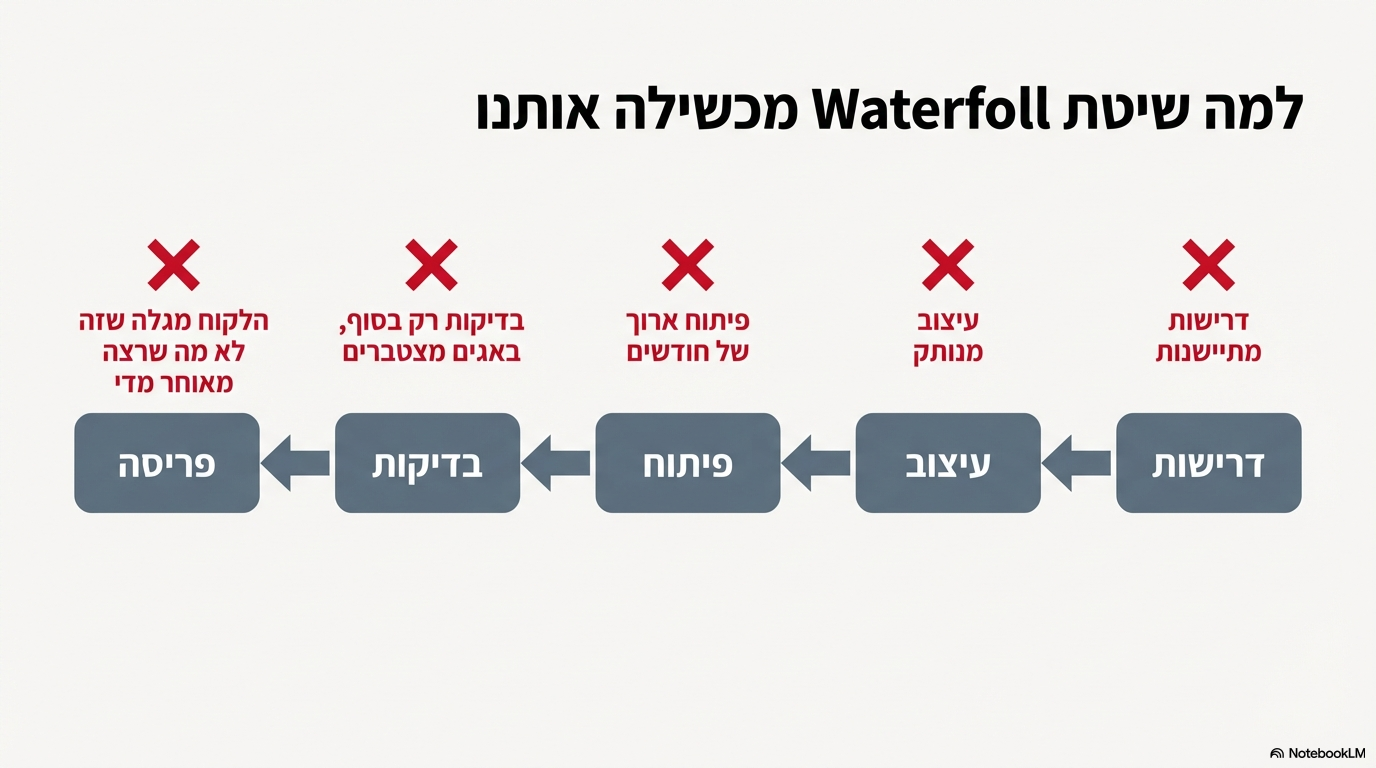 למה שיטת Waterfoll מכשילה אותנו
דרישות
מתיישנות
עיצוב
מנותק
פיתוח ארוך
של חודשים
בדיקות רק בסוף,
באגים מצטברים
הלקוח מגלה שזה
לא מה שרצה
מאוחר מדי
דרישות
עיצוב
פיתוח
בדיקות
פריסה
NotebookLM